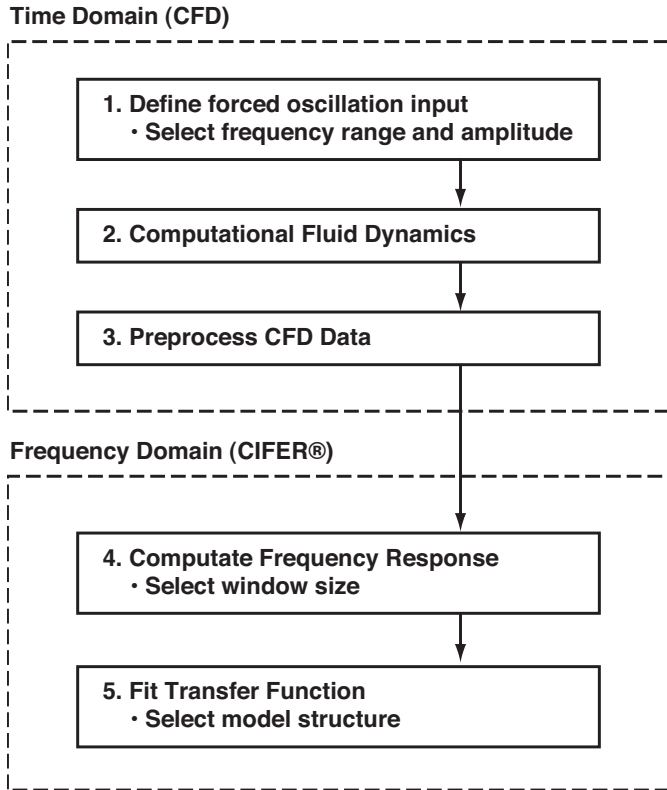 Time Domain (CFD)
1. Define forced oscillation input
· Select frequency range and amplitude
2. Computational Fluid Dynamics
3. Preprocess CFD Data
Frequency Domain (CIFER®)
4. Computate Frequency Response
· Select window size
5. Fit Transfer Function
· Select model structure